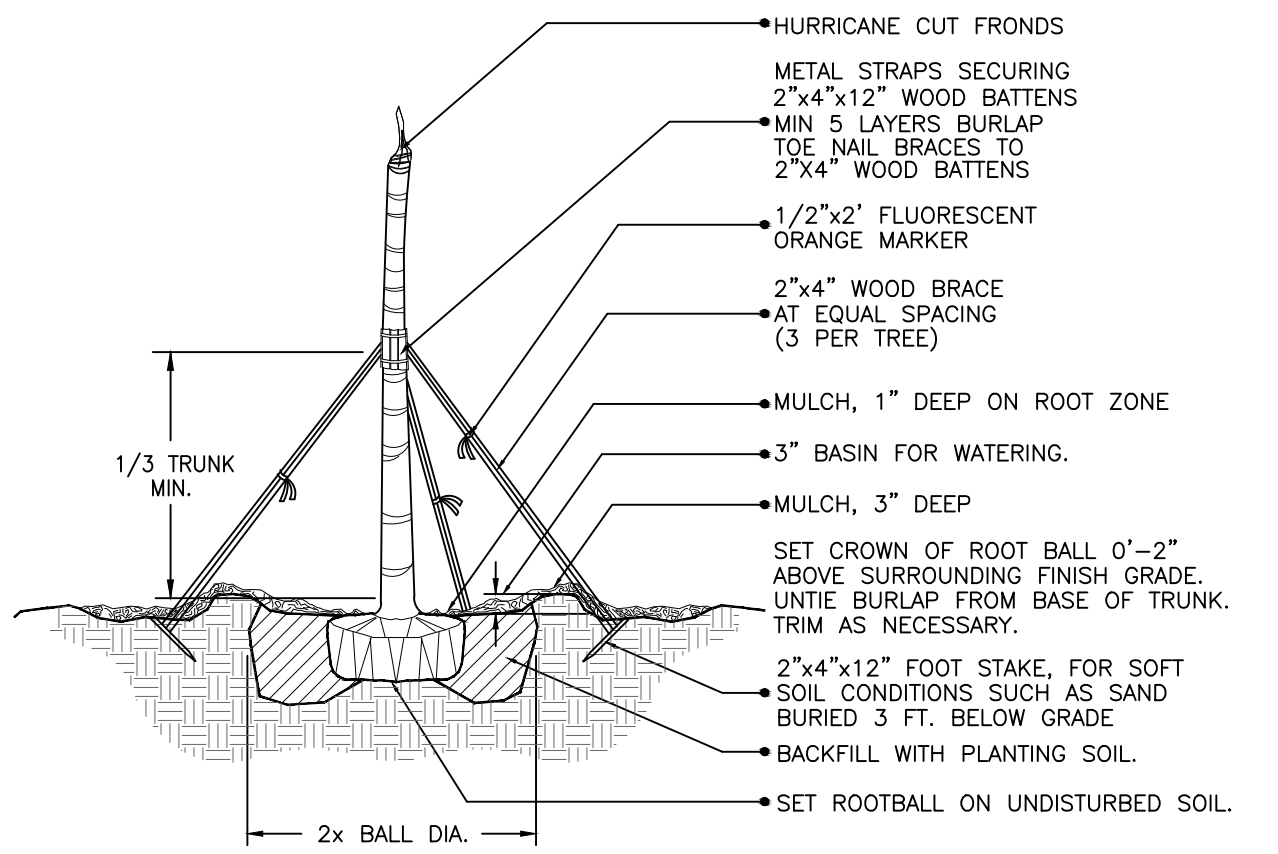 HURRICANE CUT FRONDS
METAL STRAPS SECURING
2"x4"x12" WOOD BATTENS
MIN 5 LAYERS BURLAP
TOE NAIL BRACES TO
2"X4" WOOD BATTENS
1/2"x2' FLUORESCENT
ORANGE MARKER
2"x4" WOOD BRACE
AT EQUAL SPACING
(3 PER TREE)
MULCH, 1" DEEP ON ROOT ZONE
3" BASIN FOR WATERING.
MULCH, 3" DEEP
SET CROWN OF ROOT BALL 0'-2"
ABOVE SURROUNDING FINISH GRADE.
UNTIE BURLAP FROM BASE OF TRUNK.
TRIM AS NECESSARY.
2"x4"x12" FOOT STAKE, FOR SOFT
SOIL CONDITIONS SUCH AS SAND
BURIED 3 FT. BELOW GRADE
BACKFILL WITH PLANTING SOIL.
SET ROOTBALL ON UNDISTURBED SOIL.
1/3 TRUNK
MIN.
2x BALL DIA.